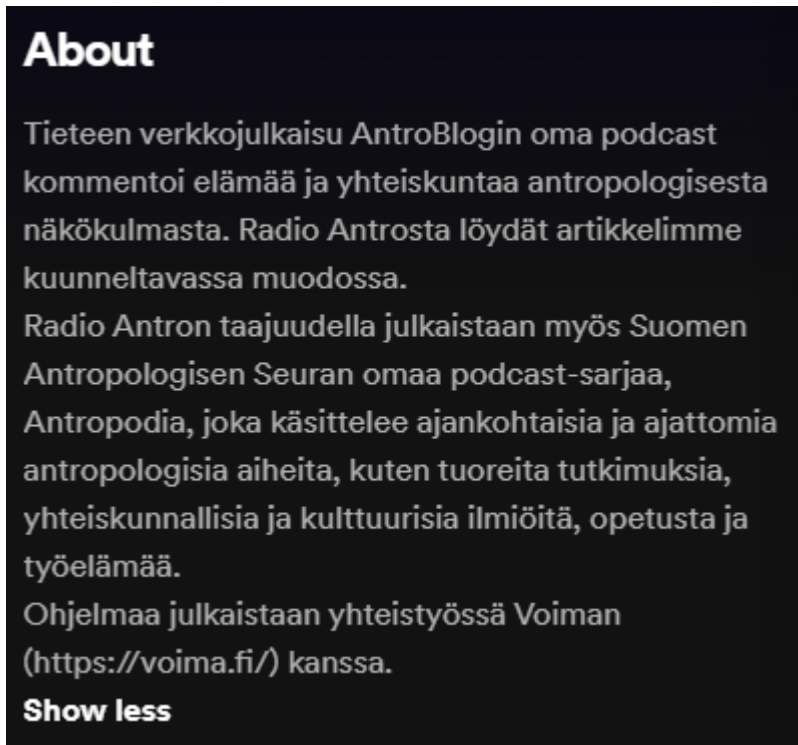 About
Tieteen verkkojulkaisu AntroBlogin oma podcast
kommentoi elämää ja yhteiskuntaa antropologisesta
näkökulmasta. Radio Antrosta löydät artikkelimme
kuunneltavassa muodossa.
Radio Antron taajuudella julkaistaan myös Suomen
Antropologisen Seuran omaa podcast-sarjaa,
Antropodia, joka käsittelee ajankohtaisia ja ajattomia
antropologisia aiheita, kuten tuoreita tutkimuksia,
yhteiskunnallisia ja kulttuurisia ilmiöitä, opetusta ja
työelämää.
Ohjelmaa julkaistaan yhteistyössä Voiman
(https://voima.fi/) kanssa.
Show less